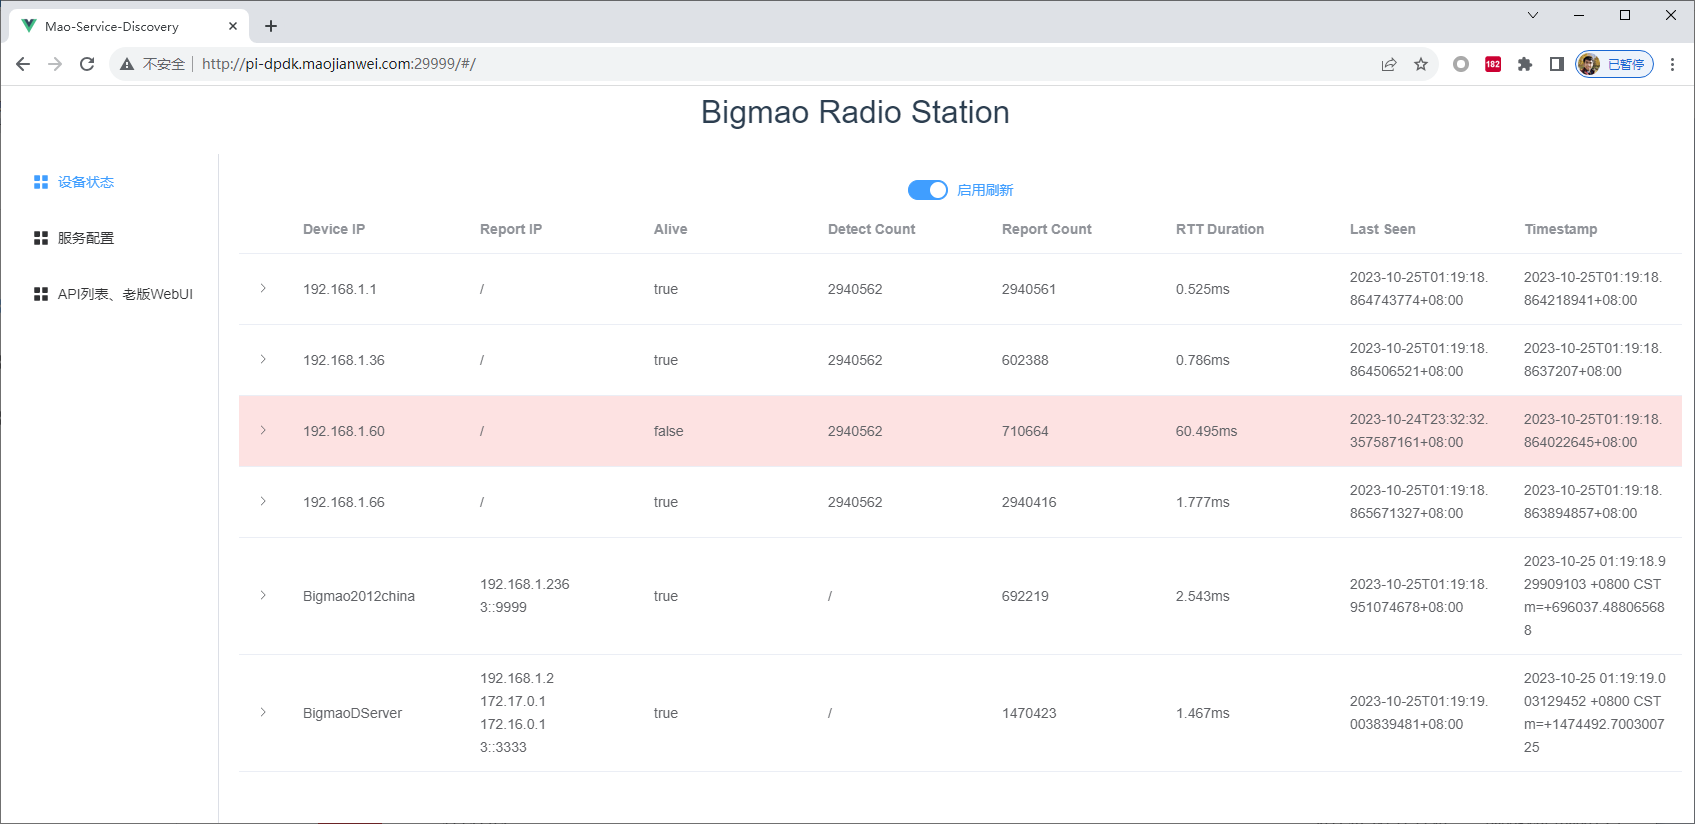 Mao-Service-Discovery
不安全 http://pi-dpdk.maojianwei.com:29999/#/ 182 已暂停
Bigmao Radio Station
设备状态
服务配置
API列表、老版WebUI
启用刷新
Device IP Report IP Alive Detect Count Report Count RTT Duration Last Seen Timestamp
192.168.1.1 / true 2940562 2940561 0.525ms 2023-10-25T01:19:18. 2023-10-25T01:19:18.
864743774+08:00 864218941+08:00
192.168.1.36 / true 2940562 602388 0.786ms 2023-10-25T01:19:18. 2023-10-25T01:19:18.
864506521+08:00 8637207+08:00
192.168.1.60 / false 2940562 710664 60.495ms 2023-10-24T23:32:32. 2023-10-25T01:19:18.
357587161+08:00 864022645+08:00
192.168.1.66 / true 2940562 2940416 1.777ms 2023-10-25T01:19:18. 2023-10-25T01:19:18.
865671327+08:00 863894857+08:00
Bigmao2012china 192.168.1.236 true / 692219 2.543ms 2023-10-25T01:19:18. 2023-10-25 01:19:18.9
3::9999 951074678+08:00 29909103 +0800 CST
m=+696037.48806568
8
BigmaoDServer 192.168.1.2 true / 1470423 1.467ms 2023-10-25T01:19:19. 2023-10-25 01:19:19.0
172.17.0.1 003839481+08:00 03129452 +0800 CST
172.16.0.1 m=+1474492.7003007
3::3333 25